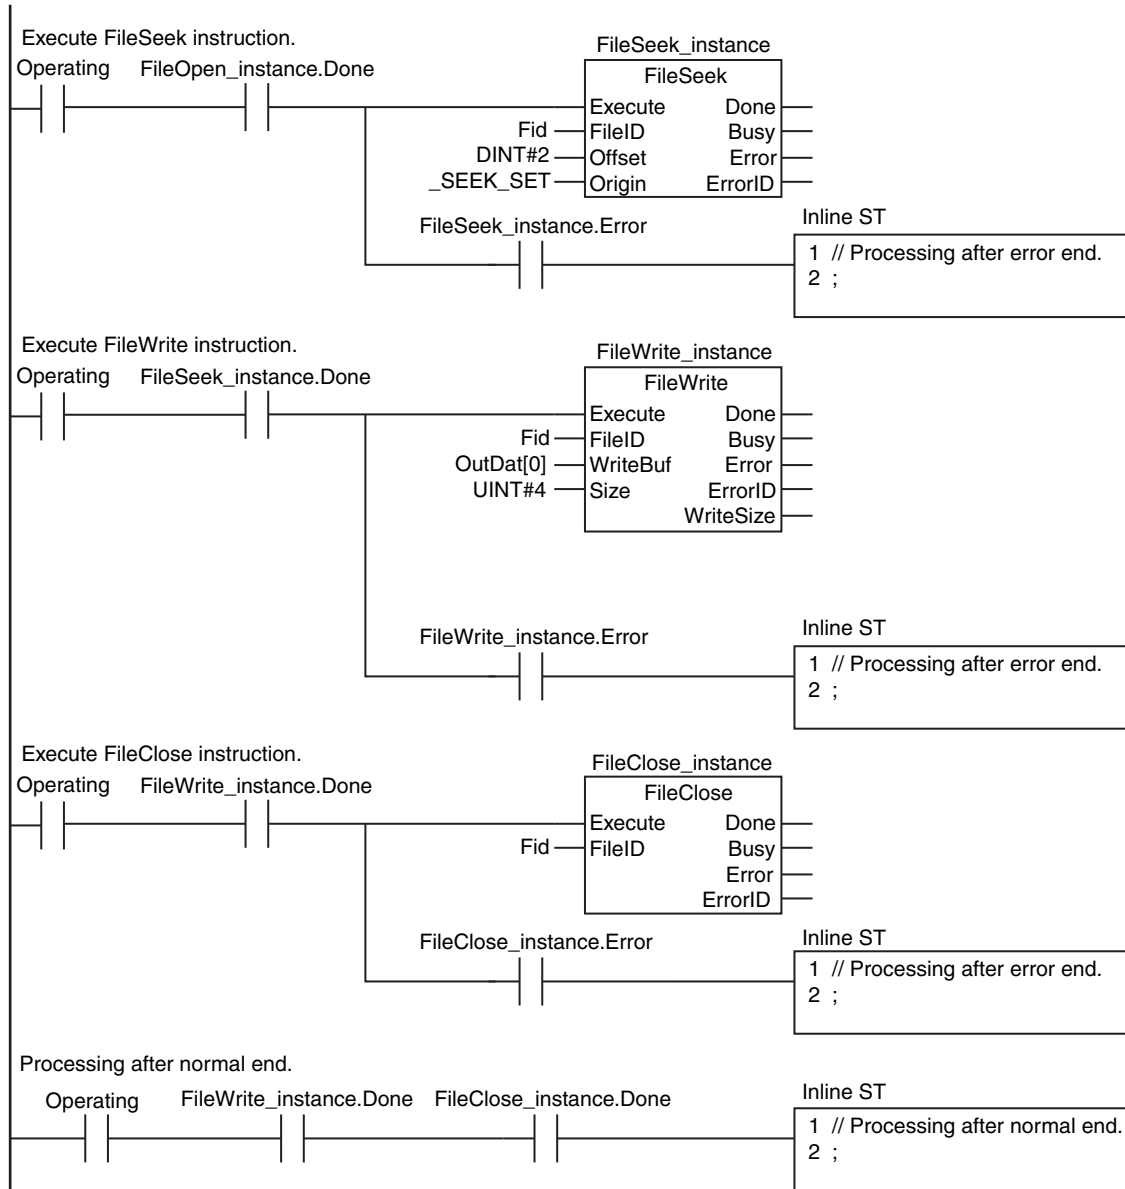 Execute FileSeek instruction.
Operating FileOpen_instance.Done
FileSeek_instance
FileSeek
Execute Done
Fid FileID Busy
DINT#2 Offset Error
_SEEK_SET Origin ErrorID
FileSeek_instance.Error
Inline ST
1 // Processing after error end.
2 ;
Execute FileWrite instruction.
Operating FileSeek_instance.Done
FileWrite_instance
FileWrite
Execute Done
Fid FileID Busy
OutDat[0] WriteBuf Error
UINT#4 Size ErrorID
WriteSize
FileWrite_instance.Error
Inline ST
1 // Processing after error end.
2 ;
Execute FileClose instruction.
Operating FileWrite_instance.Done
FileClose_instance
FileClose
Execute Done
Fid FileID Busy
Error
ErrorID
FileClose_instance.Error
Inline ST
1 // Processing after error end.
2 ;
Processing after normal end.
Operating FileWrite_instance.Done FileClose_instance.Done
Inline ST
1 // Processing after normal end.
2 ;